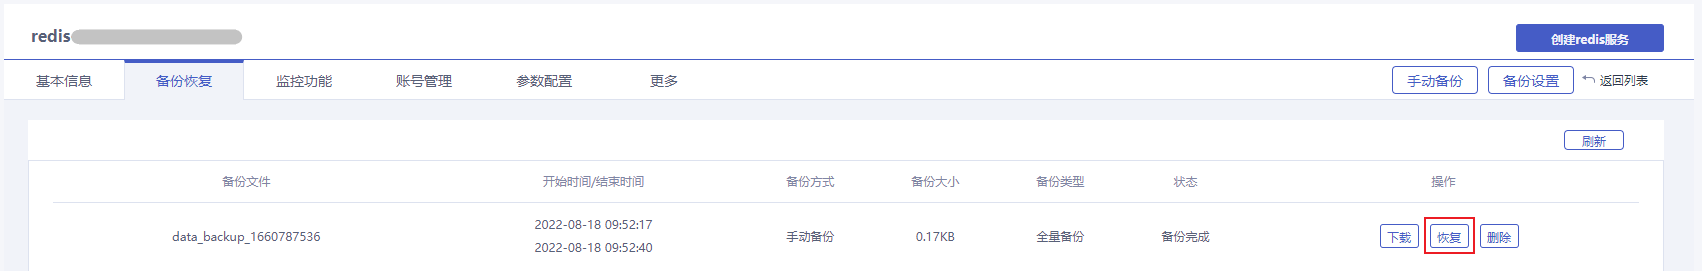 redis
创建redis服务
基本信息 备份恢复 监控功能 账号管理 参数配置 更多 手动备份 备份设置 返回列表
刷新
备份文件 开始时间/结束时间 备份方式 备份大小 备份类型 状态 操作
data_backup_1660787536 2022-08-18 09:52:17 手动备份 0.17KB 全量备份 备份完成 下载 恢复 删除
2022-08-18 09:52:40